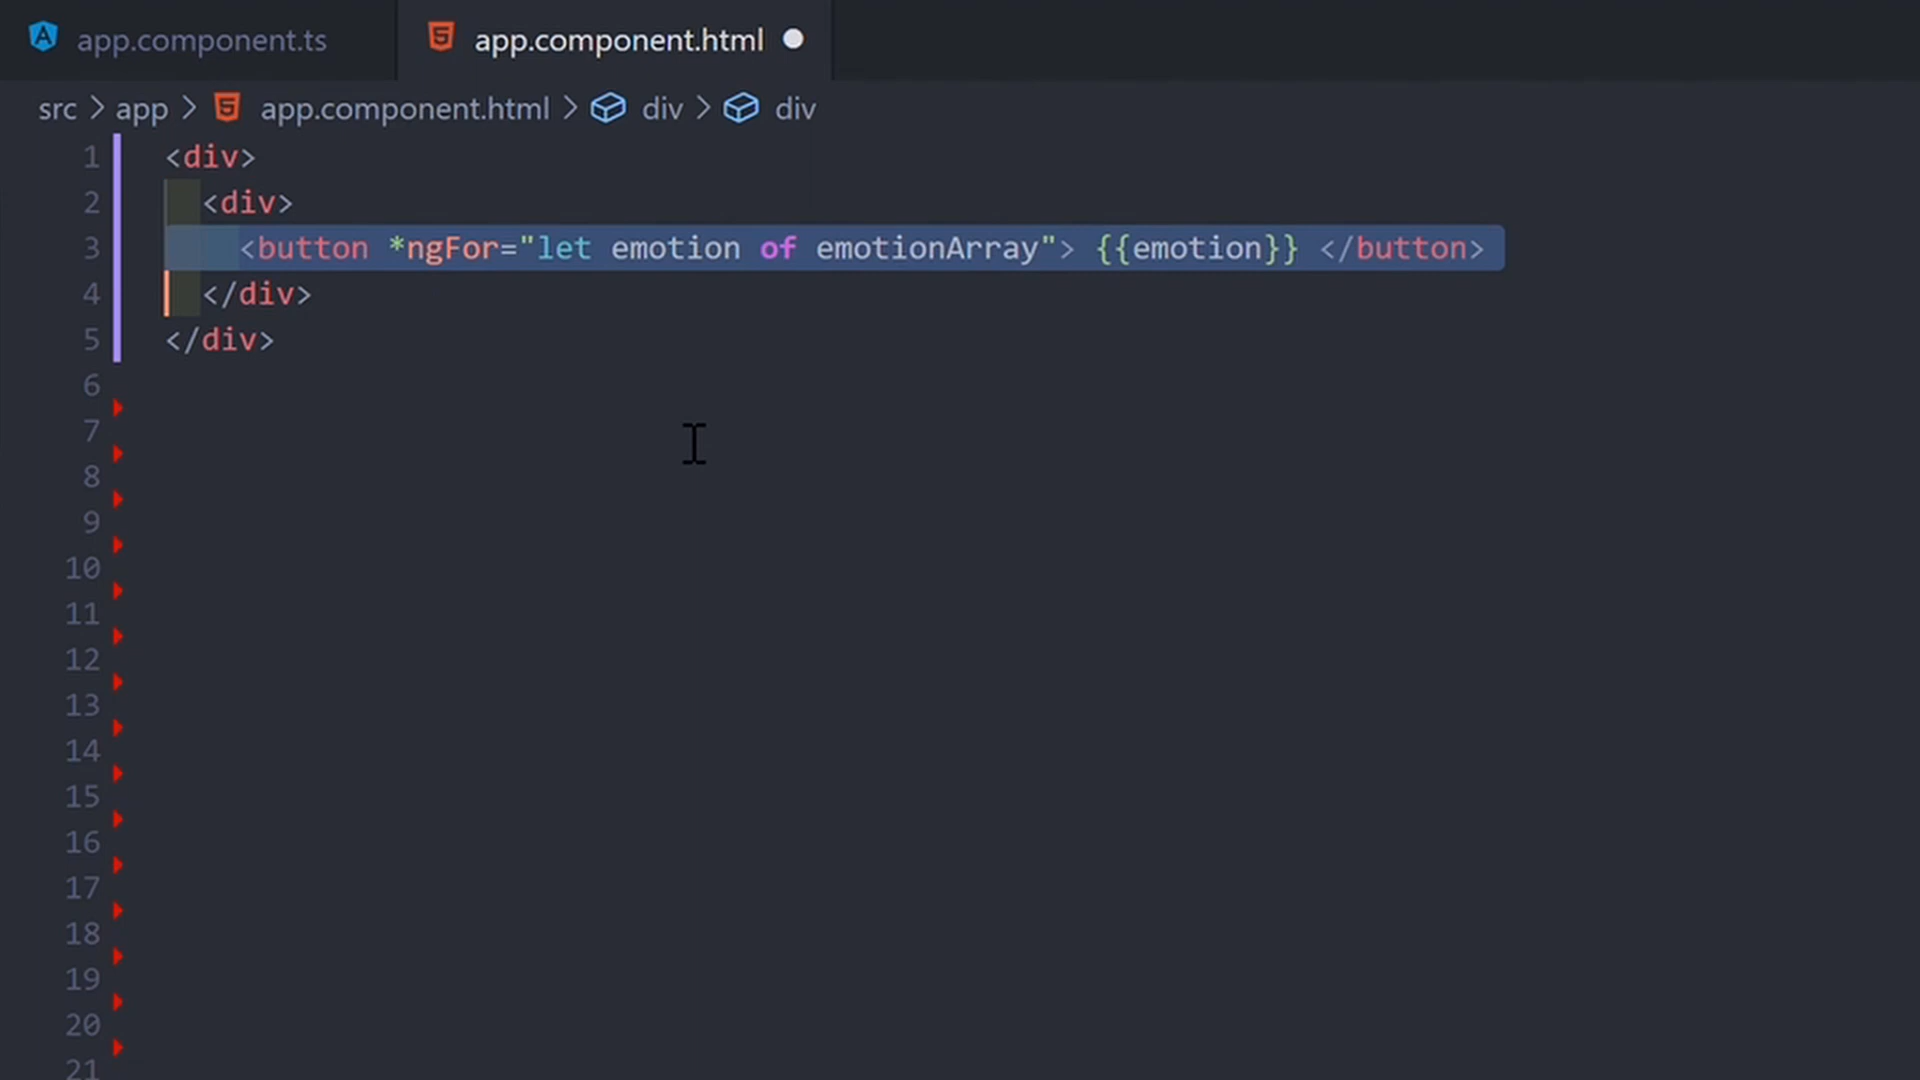 app.component.ts app.component.html
src > app > app.component.html > div > div
1 <div>
2 <div>
3 <button *ngFor="let emotion of emotionArray"> {{emotion}} </button>
4 </div>
5 </div>
6
7
8
9
10
11
12
13
14
15
16
17
18
19
20
21